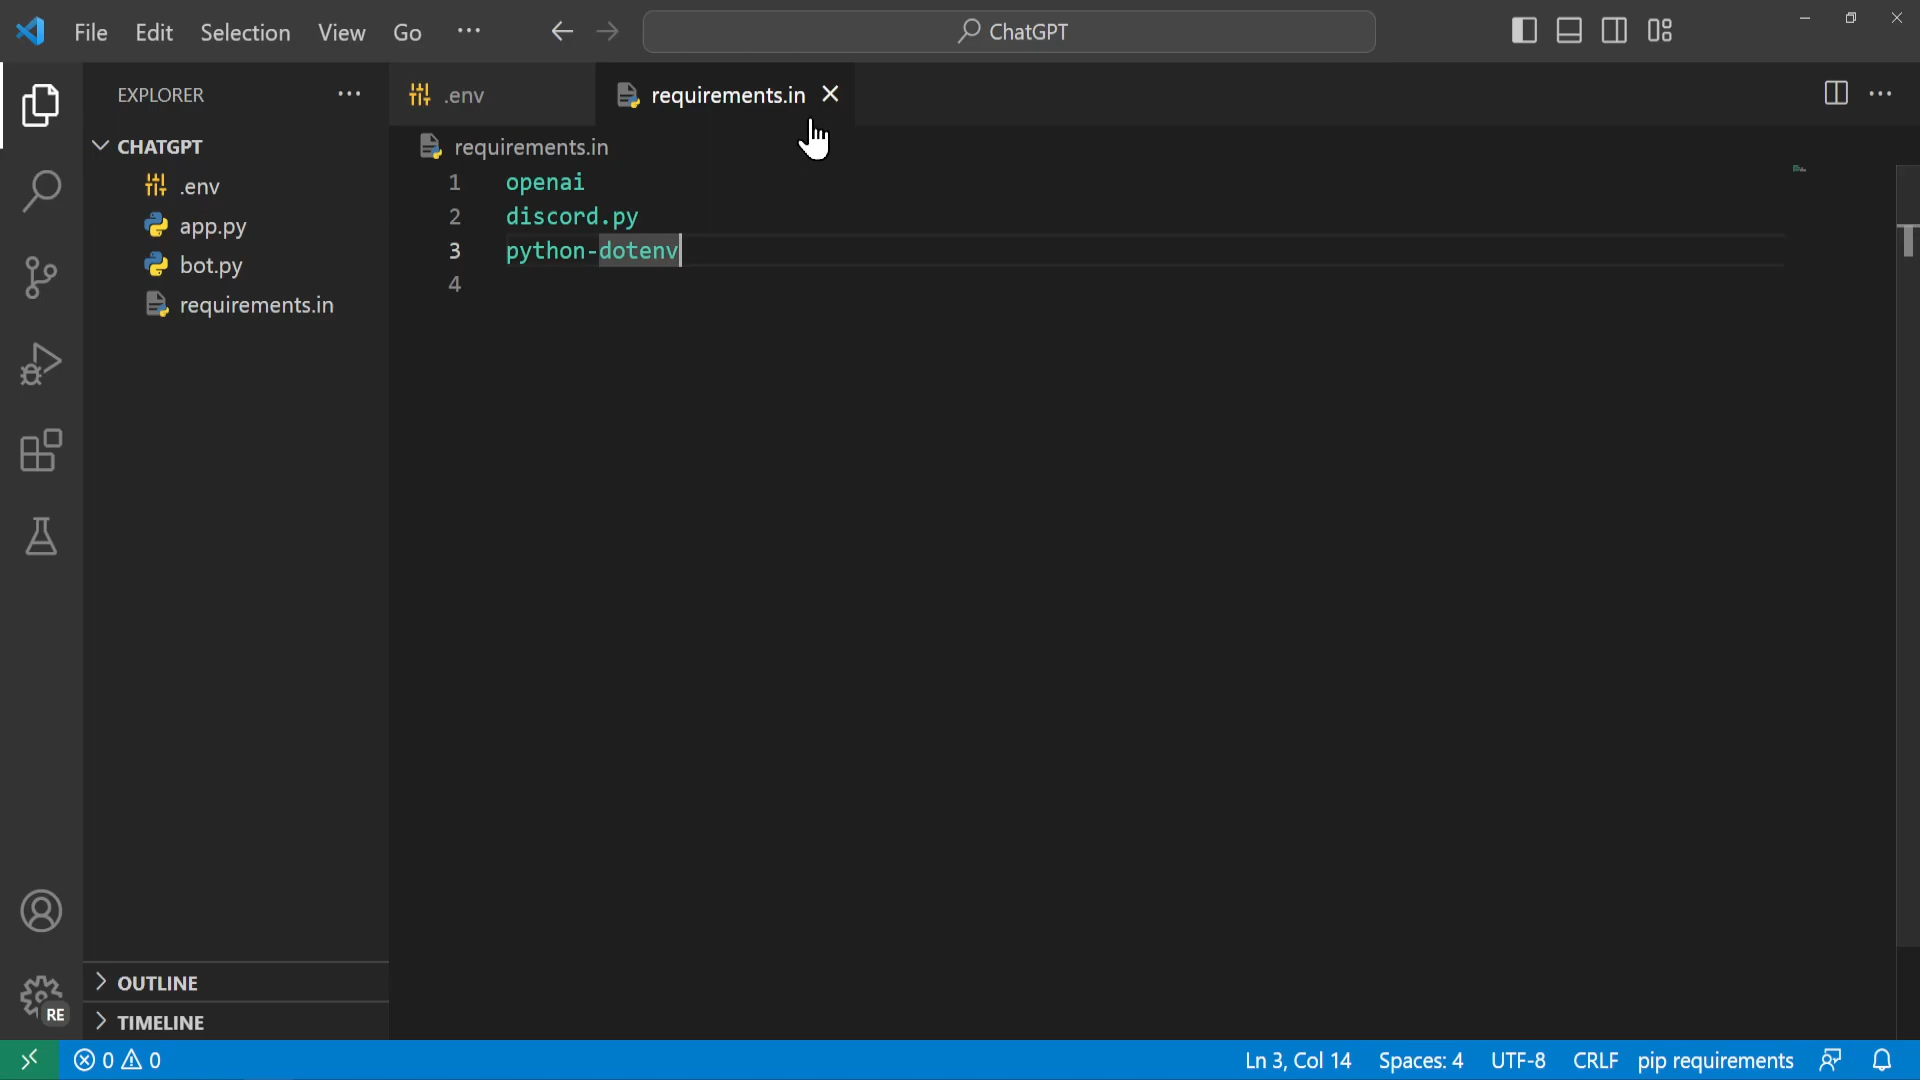 File Edit Selection View Go ··· ChatGPT
EXPLORER ···
CHATGPT
.env
app.py
bot.py
requirements.in
OUTLINE
TIMELINE
.env requirements.in ···
requirements.in
1 openai
2 discord.py
3 python-dotenv
4
RE
0 0 Ln 3, Col 14 Spaces: 4 UTF-8 CRLF pip requirements